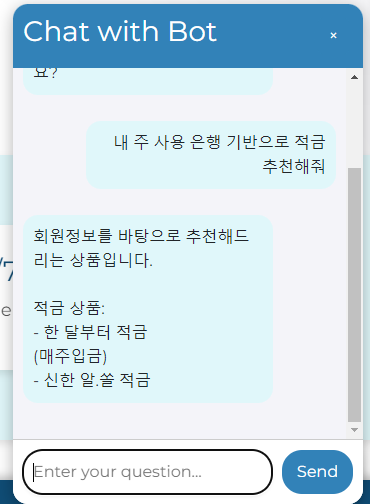 Chat with Bot
×
요?
내 주 사용 은행 기반으로 적금
추천해줘
회원정보를 바탕으로 추천해드
리는 상품입니다.
적금 상품:
- 한 달부터 적금
(매주입금)
- 신한 알.쏠 적금
Enter your question...
Send